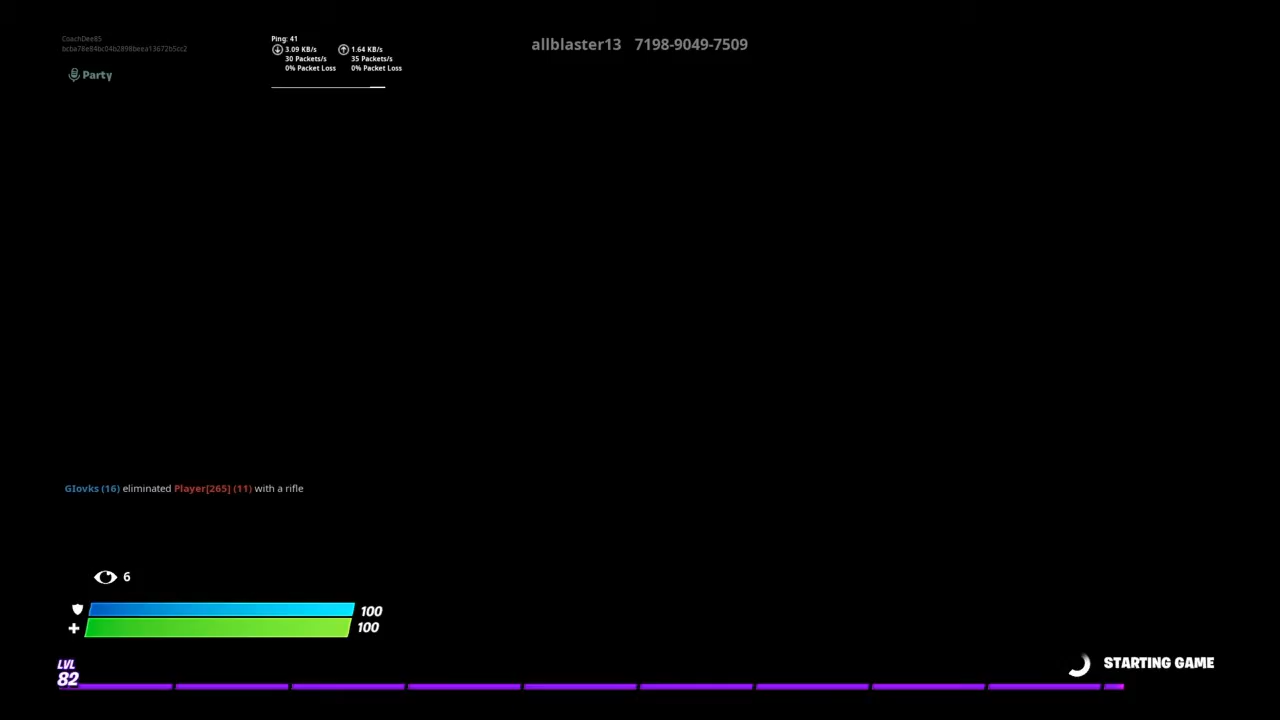 CoachDee85
Party
Ping: 41
3.09 KB/s
30 Packets/s
0% Packet Loss
1.64 KB/s
35 Packets/s
0% Packet Loss
allblaster13 7198-9049-7509
GIovks (16) eliminated Player[265] (11) with a rifle
6
100
100
LVL
82
STARTING GAME